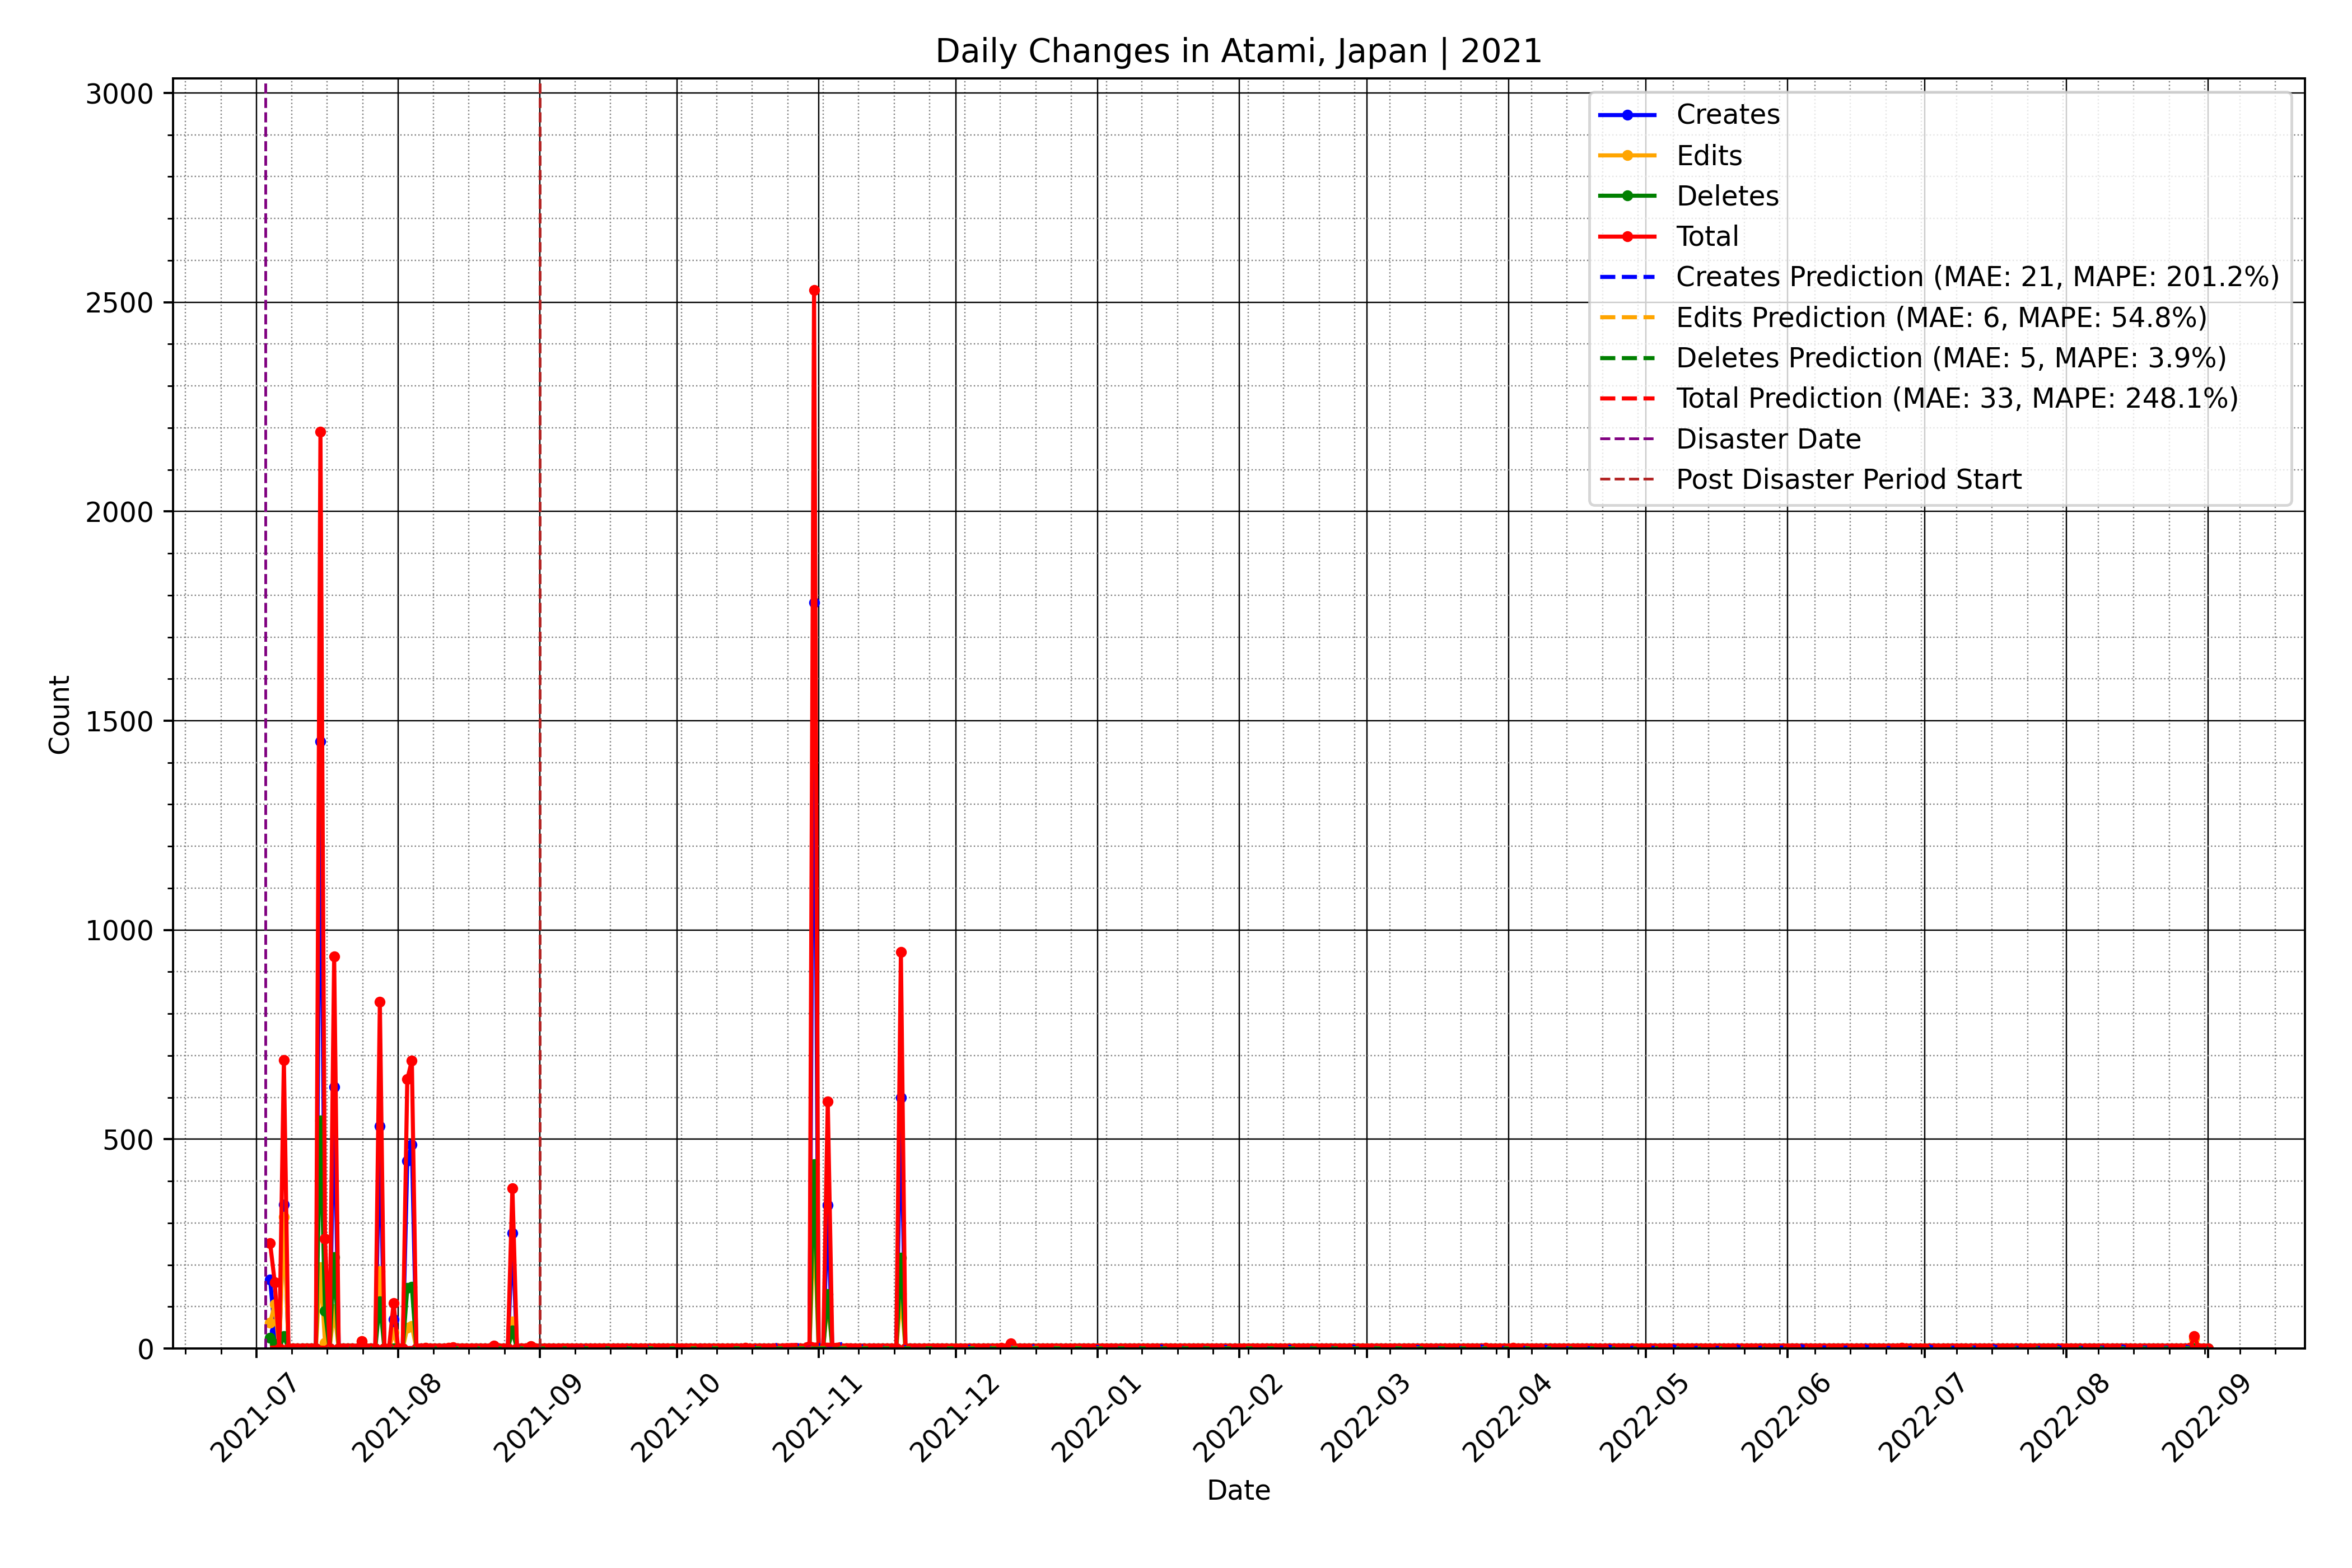 Daily Changes in Atami, Japan | 2021
3000
2500
2000
1500
1000
500
0
Count
Creates
Edits
Deletes
Total
Creates Prediction (MAE: 21, MAPE: 201.2%)
Edits Prediction (MAE: 6, MAPE: 54.8%)
Deletes Prediction (MAE: 5, MAPE: 3.9%)
Total Prediction (MAE: 33, MAPE: 248.1%)
Disaster Date
Post Disaster Period Start
2021-07
2021-08
2021-09
2021-10
2021-11
2021-12
2022-01
2022-02
2022-03
2022-04
2022-05
2022-06
2022-07
2022-08
2022-09
Date